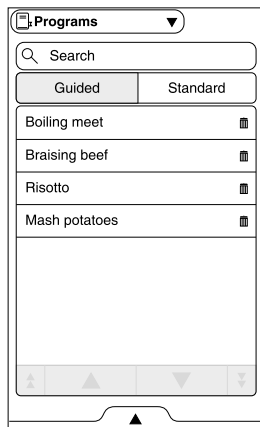 Programs
Search
Guided Standard
Boiling meet
Braising beef
Risotto
Mash potatoes